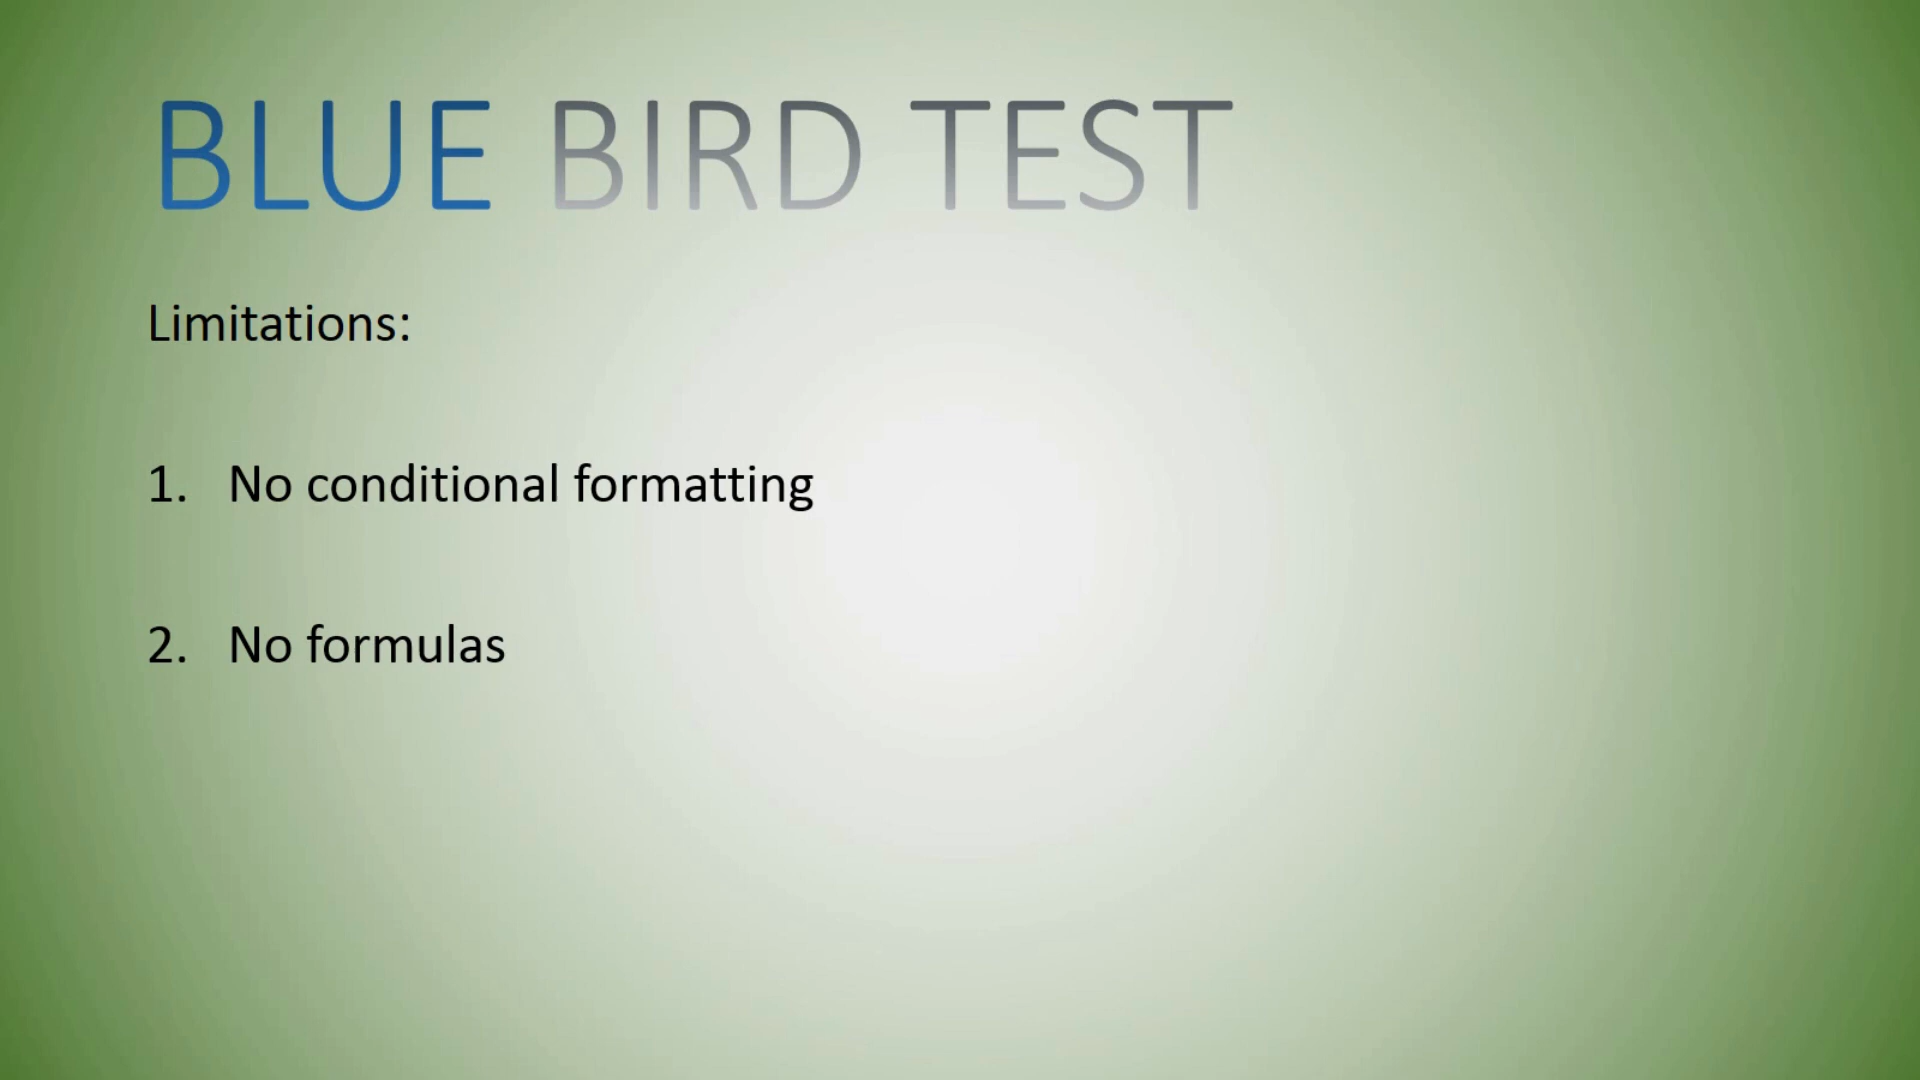 BLUE BIRD TEST
Limitations:
1. No conditional formatting
2. No formulas